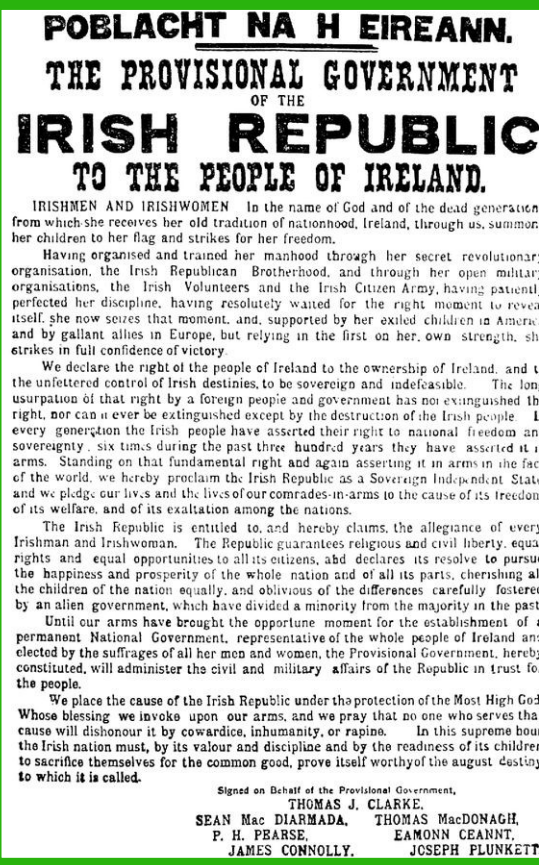 POBLACHT NA H EIREANN.
THE PROVISIONAL GOVERNMENT
OF THE
IRISH REPUBLIC
TO THE PEOPLE OF IRELAND.
IRISHMEN AND IRISHWOMEN In the name of God and of the dead generation
from which she receives her old tradition of nationhood, Ireland, through us, summon
her children to her flag and strikes for her freedom.
Having organised and trained her manhood through her secret revolutionar
organisation, the Irish Republican Brotherhood, and through her open militar
organisations, the Irish Volunteers and the Irish Citizen Army, having patientl
perfected her discipline, having resolutely waited for the right moment to revea
itself, she now seizes that moment, and, supported by her exiled children in Americ
and by gallant allies in Europe, but relying in the first on her own strength, sh
strikes in full confidence of victory.
We declare the right of the people of Ireland to the ownership of Ireland, and t
the unfettered control of Irish destinies, to be sovereign and indefeasible. The lon
usurpation of that right by a foreign people and government has not extinguished th
right, nor can it ever be extinguished except by the destruction of the Irish people. I
every generation the Irish people have asserted their right to national freedom an
sovereignty, six times during the past three hundred years they have asserted it i
arms. Standing on that fundamental right and again asserting it in arms in the fac
of the world, we hereby proclaim the Irish Republic as a Sovereign Independent Stat
and we pledge our lives and the lives of our comrades-in-arms to the cause of its freedom
of its welfare, and of its exaltation among the nations.
The Irish Republic is entitled to, and hereby claims, the allegiance of ever
Irishman and Irishwoman. The Republic guarantees religious and civil liberty, equa
rights and equal opportunities to all its citizens, abd declares its resolve to pursu
the happiness and prosperity of the whole nation and of all its parts, cherishing al
the children of the nation equally, and oblivious of the differences carefully fostere
by an alien government, which have divided a minority from the majority in the past
Until our arms have brought the opportune moment for the establishment of a
permanent National Government, representative of the whole people of Ireland an
elected by the suffrages of all her men and women, the Provisional Government, hereb
constituted, will administer the civil and military affairs of the Republic in trust fo
the people.
We place the cause of the Irish Republic under the protection of the Most High God
Whose blessing we invoke upon our arms, and we pray that no one who serves tha
cause will dishonour it by cowardice, inhumanity, or rapine. In this supreme hou
the Irish nation must, by its valour and discipline and by the readiness of its children
to sacrifice themselves for the common good, prove itself worthy of the august destiny
to which it is called.
Signed on Behalf of the Provisional Government,
THOMAS J. CLARKE,
SEAN Mac DIARMADA, THOMAS MacDONAGH,
P. H. PEARSE, EAMONN CEANNT,
JAMES CONNOLLY, JOSEPH PLUNKETT